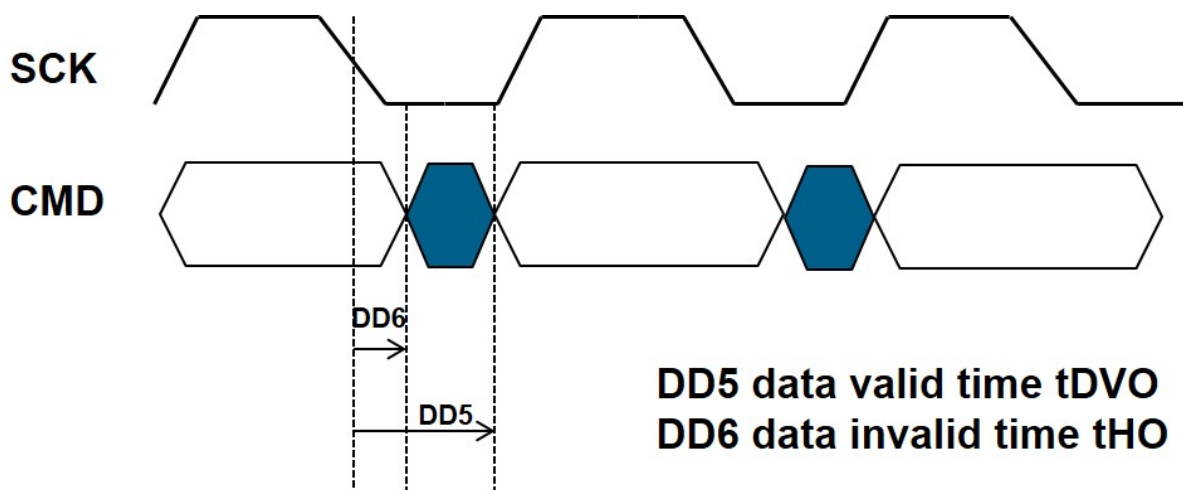 SCK
CMD
DD6
DD5
DD5 data valid time tDVO
DD6 data invalid time tHO